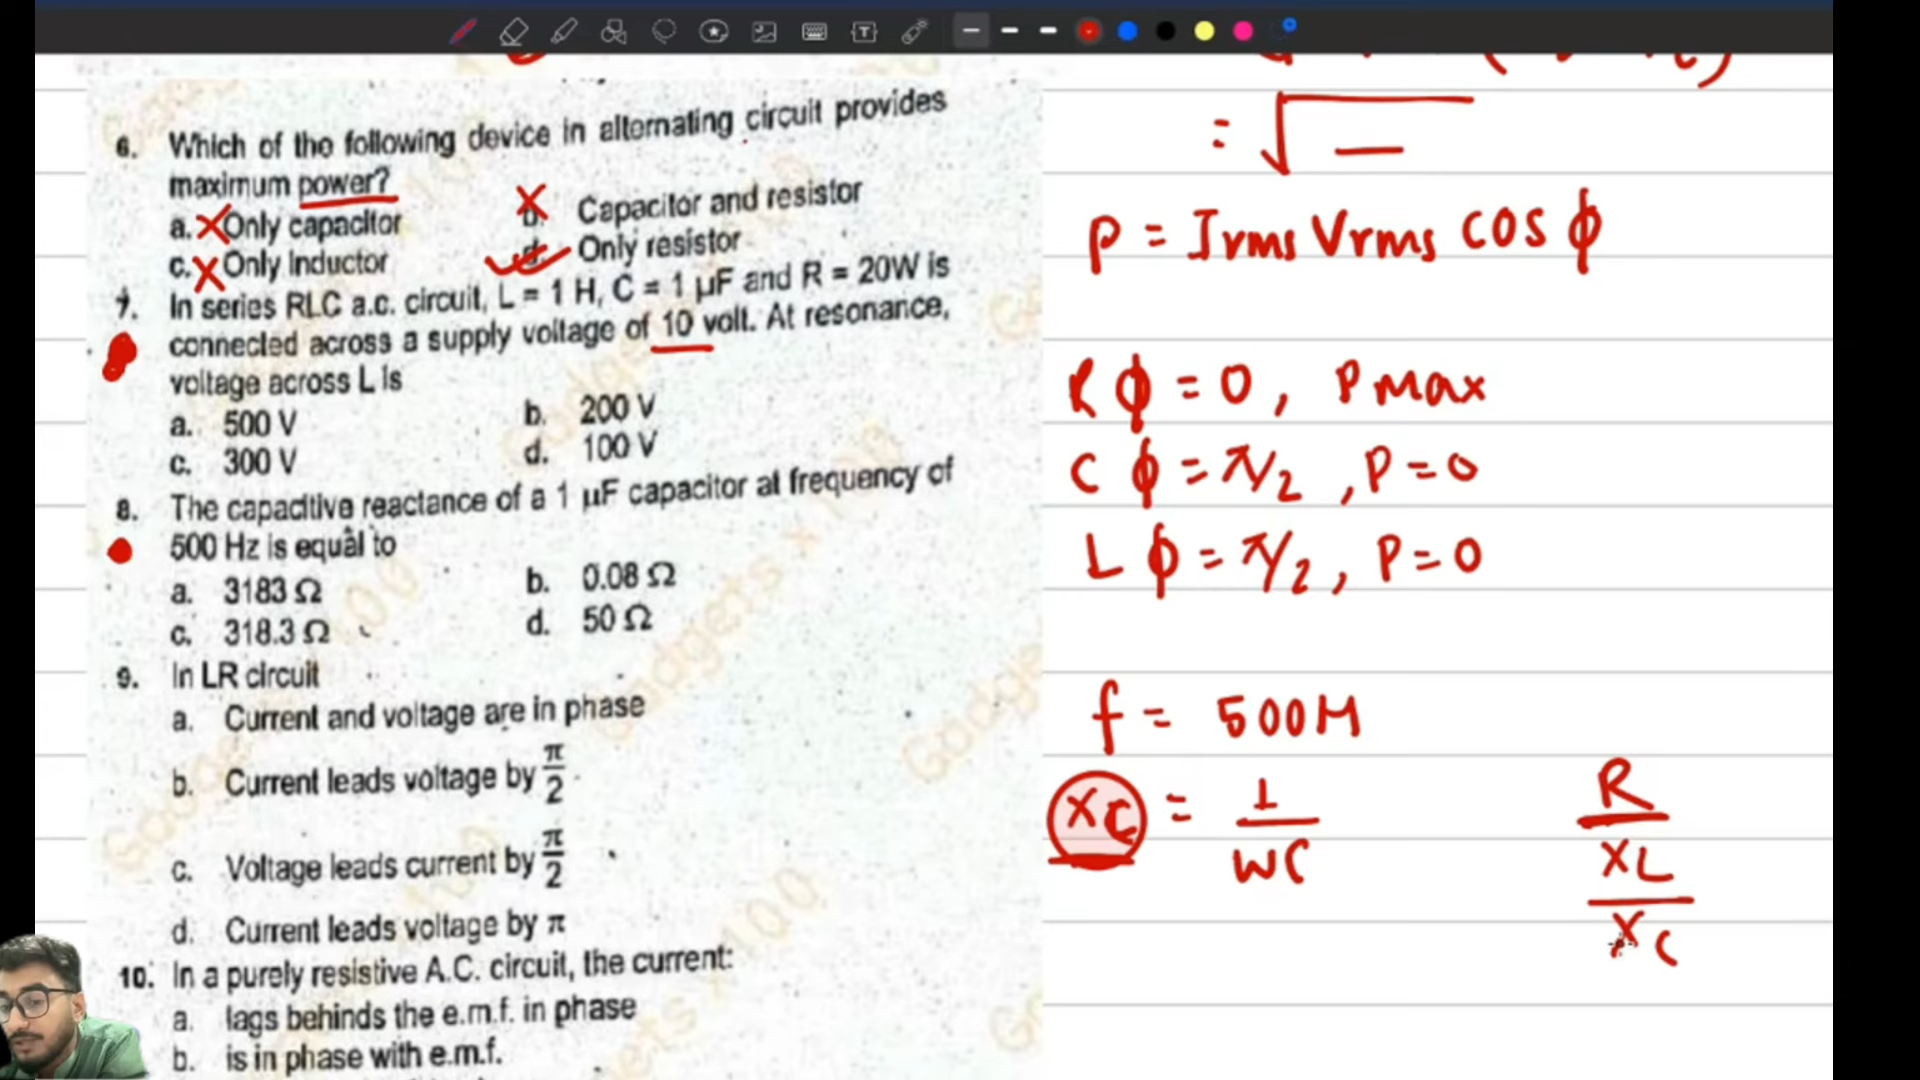 6. Which of the following device in alternating circuit provides
maximum power?
a. Only capacitor b. Capacitor and resistor
c. Only Inductor d. Only resistor
7. In series RLC a.c. circuit, L = 1 H, C = 1 μF and R = 20W is
connected across a supply voltage of 10 volt. At resonance,
voltage across L is
a. 500 V b. 200 V
c. 300 V d. 100 V
8. The capacitive reactance of a 1 μF capacitor at frequency of
500 Hz is equal to
a. 3183 Ω b. 0.08 Ω
c. 318.3 Ω d. 50 Ω
9. In LR circuit
a. Current and voltage are in phase
b. Current leads voltage by π/2
c. Voltage leads current by π/2
d. Current leads voltage by π
10. In a purely resistive A.C. circuit, the current:
a. lags behinds the e.m.f. in phase
b. is in phase with e.m.f.
= √
P = Irms Vrms cos ϕ
R ϕ = 0, Pmax
C ϕ = π/2, P = 0
L ϕ = π/2, P = 0
f = 500H
XC = 1/WC
R
XL
XC
Gadgets x 100